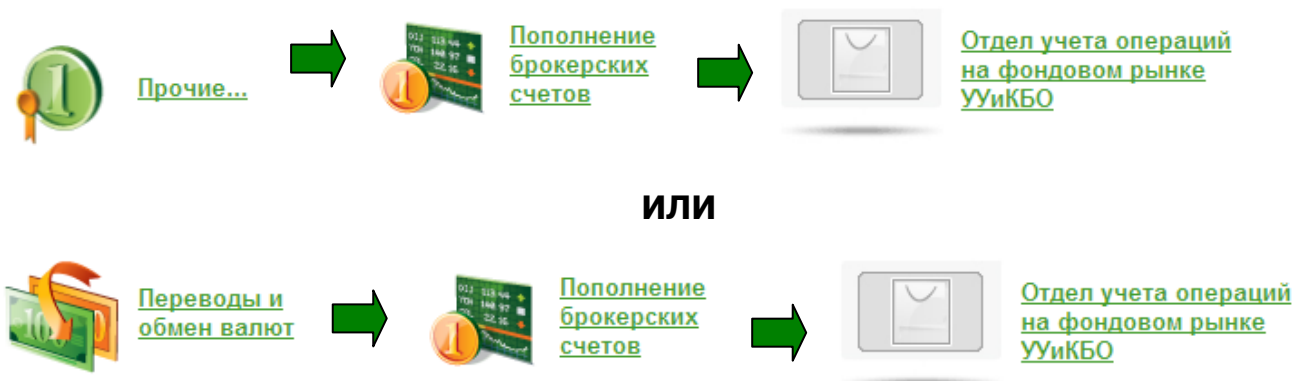 Прочие...
Пополнение
брокерских
счетов
Отдел учета операций
на фондовом рынке
УУиКБО
или
Переводы и
обмен валют
Пополнение
брокерских
счетов
Отдел учета операций
на фондовом рынке
УУиКБО